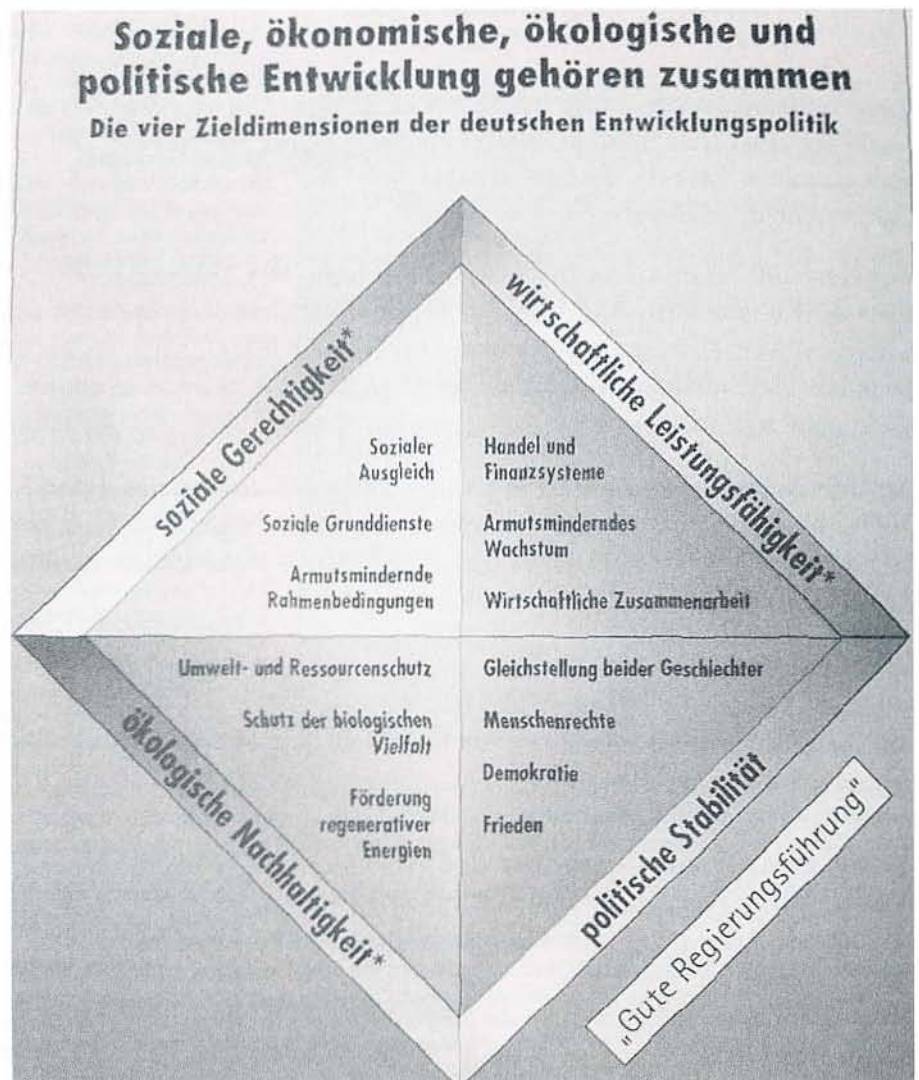 Soziale, ökonomische, ökologische und
politische Entwicklung gehören zusammen
Die vier Zieldimensionen der deutschen Entwicklungspolitik
soziale Gerechtigkeit*
wirtschaftliche Leistungsfähigkeit*
Sozialer
Ausgleich
Soziale Grunddienste
Armutsmindernde
Rahmenbedingungen
Handel und
Finanzsysteme
Armutsminderndes
Wachstum
Wirtschaftliche Zusammenarbeit
ökologische Nachhaltigkeit*
Umwelt- und Ressourcenschutz
Schutz der biologischen
Vielfalt
Förderung
regenerativer
Energien
Gleichstellung beider Geschlechter
Menschenrechte
Demokratie
Frieden
politische Stabilität
„Gute Regierungsführung"